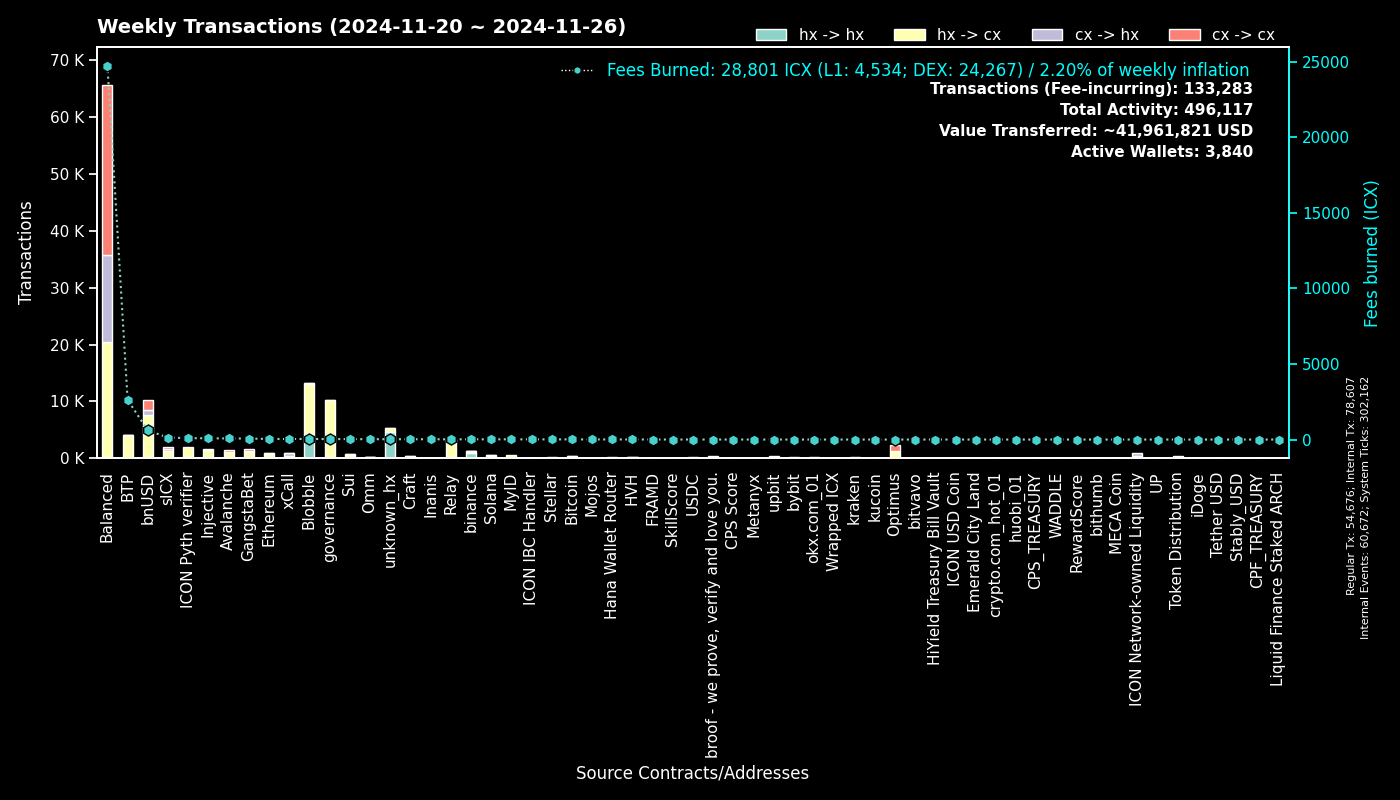 Weekly Transactions (2024-11-20 ~ 2024-11-26)
hx -> hx
hx -> cx
cx -> hx
cx -> cx
Fees Burned: 28,801 ICX (L1: 4,534; DEX: 24,267) / 2.20% of weekly inflation
Transactions (Fee-incurring): 133,283
Total Activity: 496,117
Value Transferred: ~41,961,821 USD
Active Wallets: 3,840
Transactions
70 K
60 K
50 K
40 K
30 K
20 K
10 K
0 K
25000
20000
15000
10000
5000
0
Fees burned (ICX)
Regular Tx: 54,676; Internal Tx: 78,607
Internal Events: 60,672; System Ticks: 302,162
Balanced
BTP
bnUSD
sICX
ICON Pyth verifier
Injective
Avalanche
GangstaBet
Ethereum
xCall
Blobble
governance
Sui
Omm
unknown_hx
Craft
Inanis
Relay
binance
Solana
MyID
ICON IBC Handler
Stellar
Bitcoin
Mojos
Hana Wallet Router
HVH
FRAMD
SkillScore
USDC
broof - we prove, verify and love you.
CPS Score
Metanyx
upbit
bybit
okx.com_01
Wrapped ICX
kraken
kucoin
Optimus
bitvavo
HiYield Treasury Bill Vault
ICON USD Coin
Emerald City Land
crypto.com_hot_01
huobi_01
CPS_TREASURY
WADDLE
RewardScore
bithumb
MECA Coin
ICON Network-owned Liquidity
UP
Token Distribution
iDoge
Tether USD
Stably_USD
CPF_TREASURY
Liquid Finance Staked ARCH
Source Contracts/Addresses